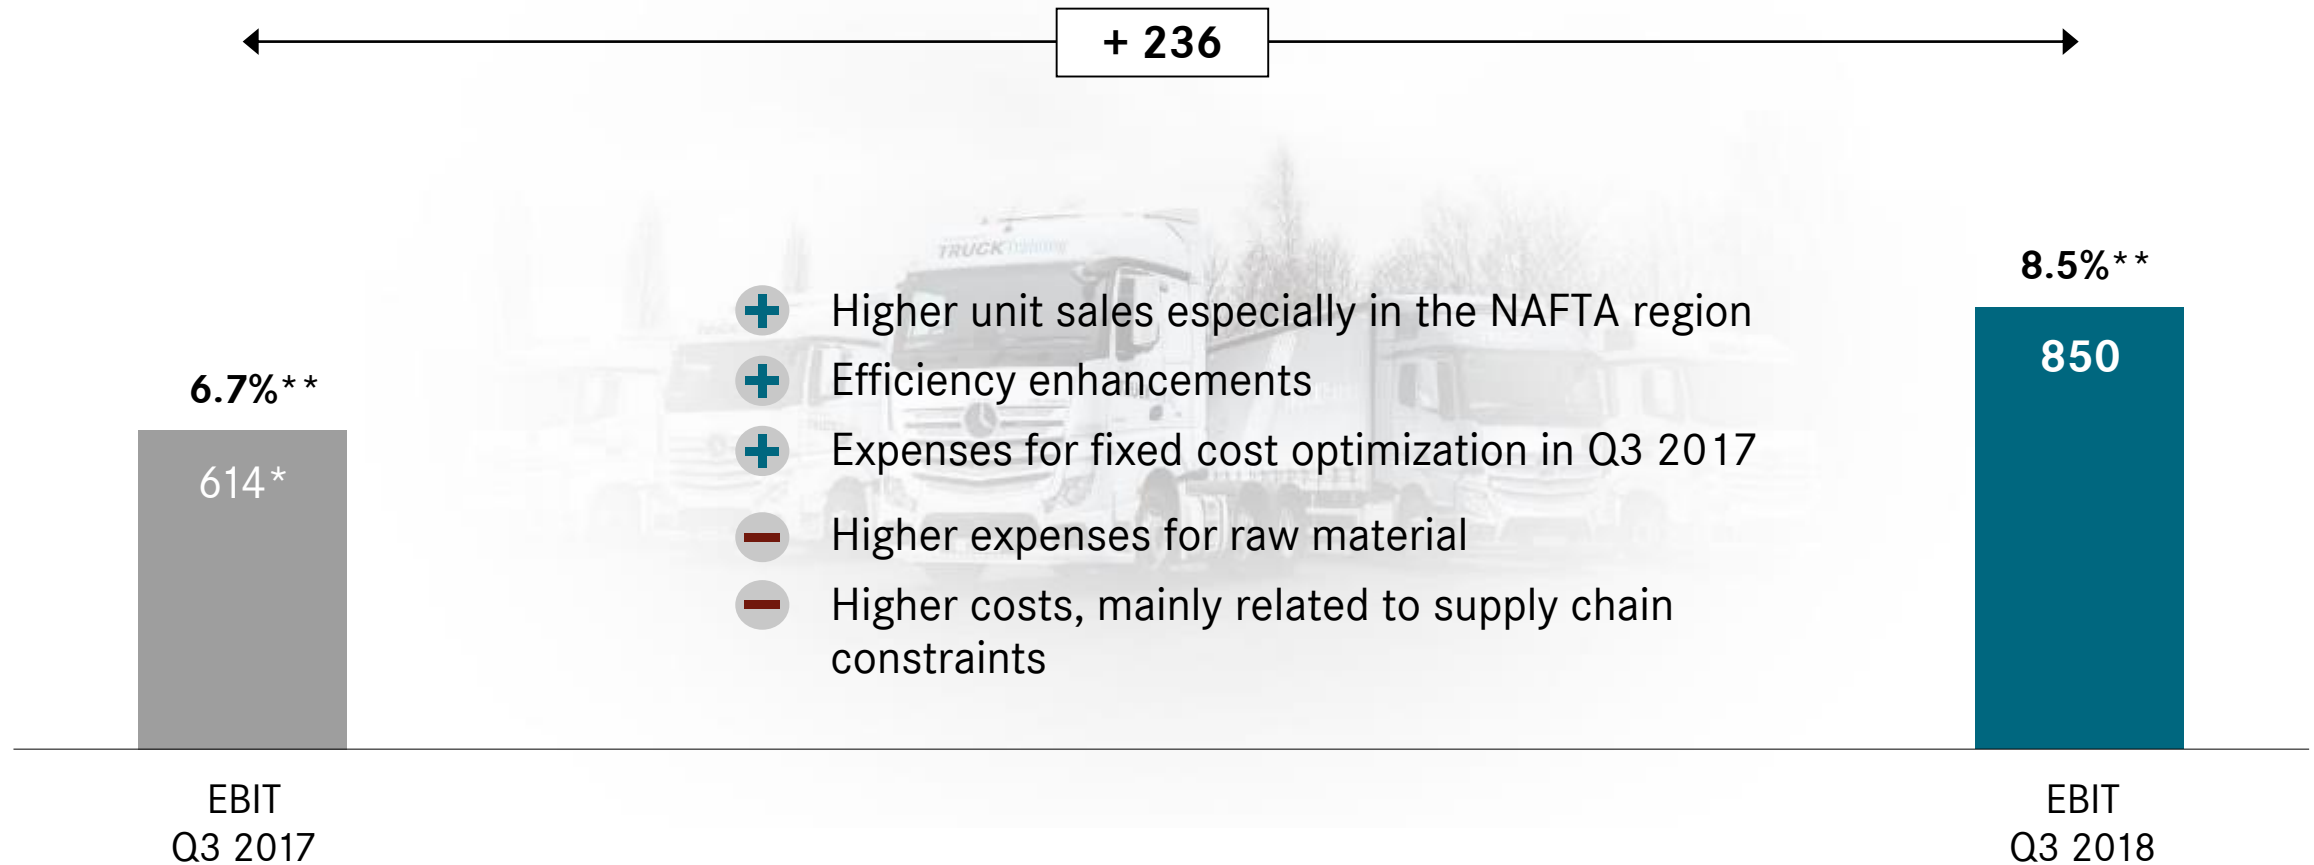 + 236
TRUCK Training
8.5%**
850
6.7%**
614*
Higher unit sales especially in the NAFTA region
Efficiency enhancements
Expenses for fixed cost optimization in Q3 2017
Higher expenses for raw material
Higher costs, mainly related to supply chain
constraints
EBIT
Q3 2017
EBIT
Q3 2018